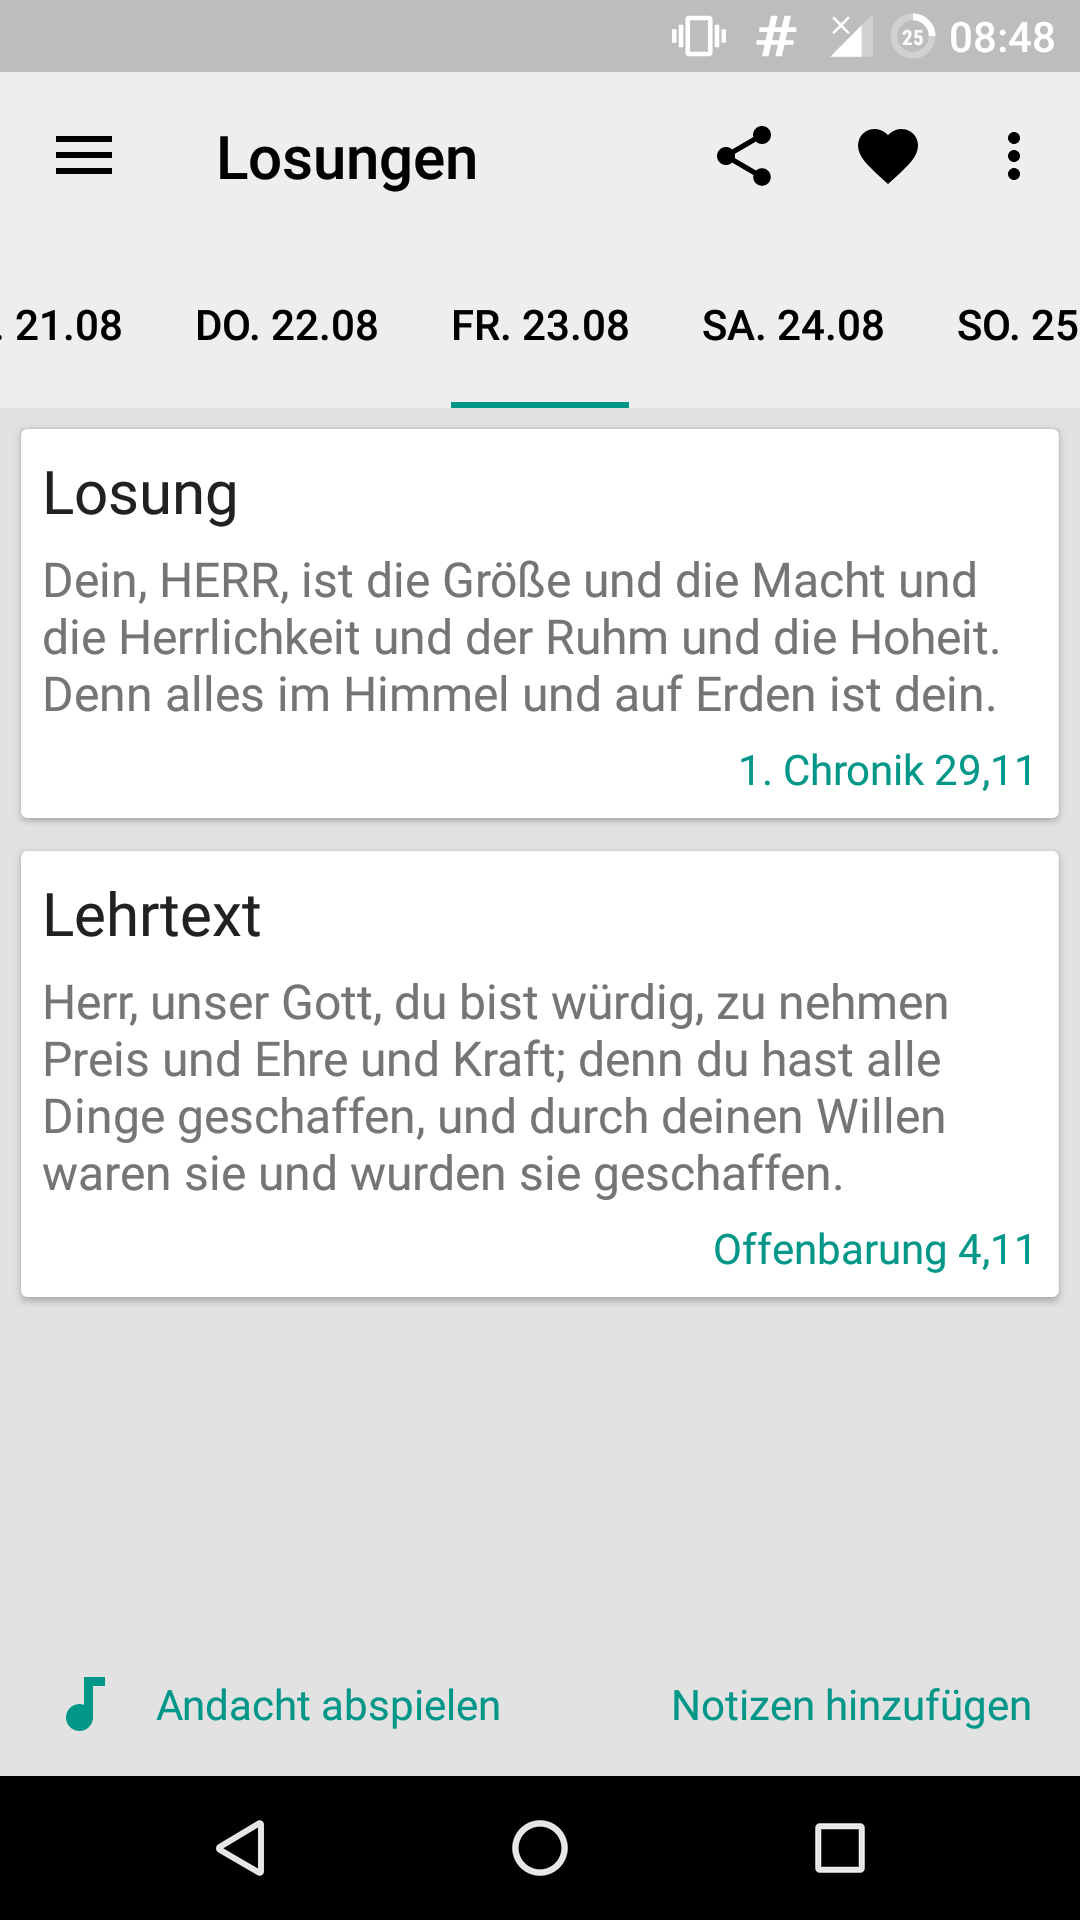 # 25 08:48
Losungen
. 21.08 DO. 22.08 FR. 23.08 SA. 24.08 SO. 25
Losung
Dein, HERR, ist die Größe und die Macht und
die Herrlichkeit und der Ruhm und die Hoheit.
Denn alles im Himmel und auf Erden ist dein.
1. Chronik 29,11
Lehrtext
Herr, unser Gott, du bist würdig, zu nehmen
Preis und Ehre und Kraft; denn du hast alle
Dinge geschaffen, und durch deinen Willen
waren sie und wurden sie geschaffen.
Offenbarung 4,11
Andacht abspielen Notizen hinzufügen